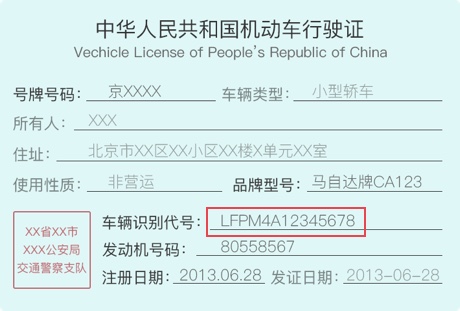 中华人民共和国机动车行驶证
Vechicle License of People's Republic of China
号牌号码： 京XXXX 车辆类型： 小型轿车
所有人： XXX
住址： 北京市XX区XX小区XX楼X单元XX室
使用性质： 非营运 品牌型号： 马自达牌CA123
XX省XX市
XXX公安局
交通警察支队
车辆识别代号： LFPM4A12345678
发动机号码： 80558567
注册日期： 2013.06.28 发证日期： 2013-06-28